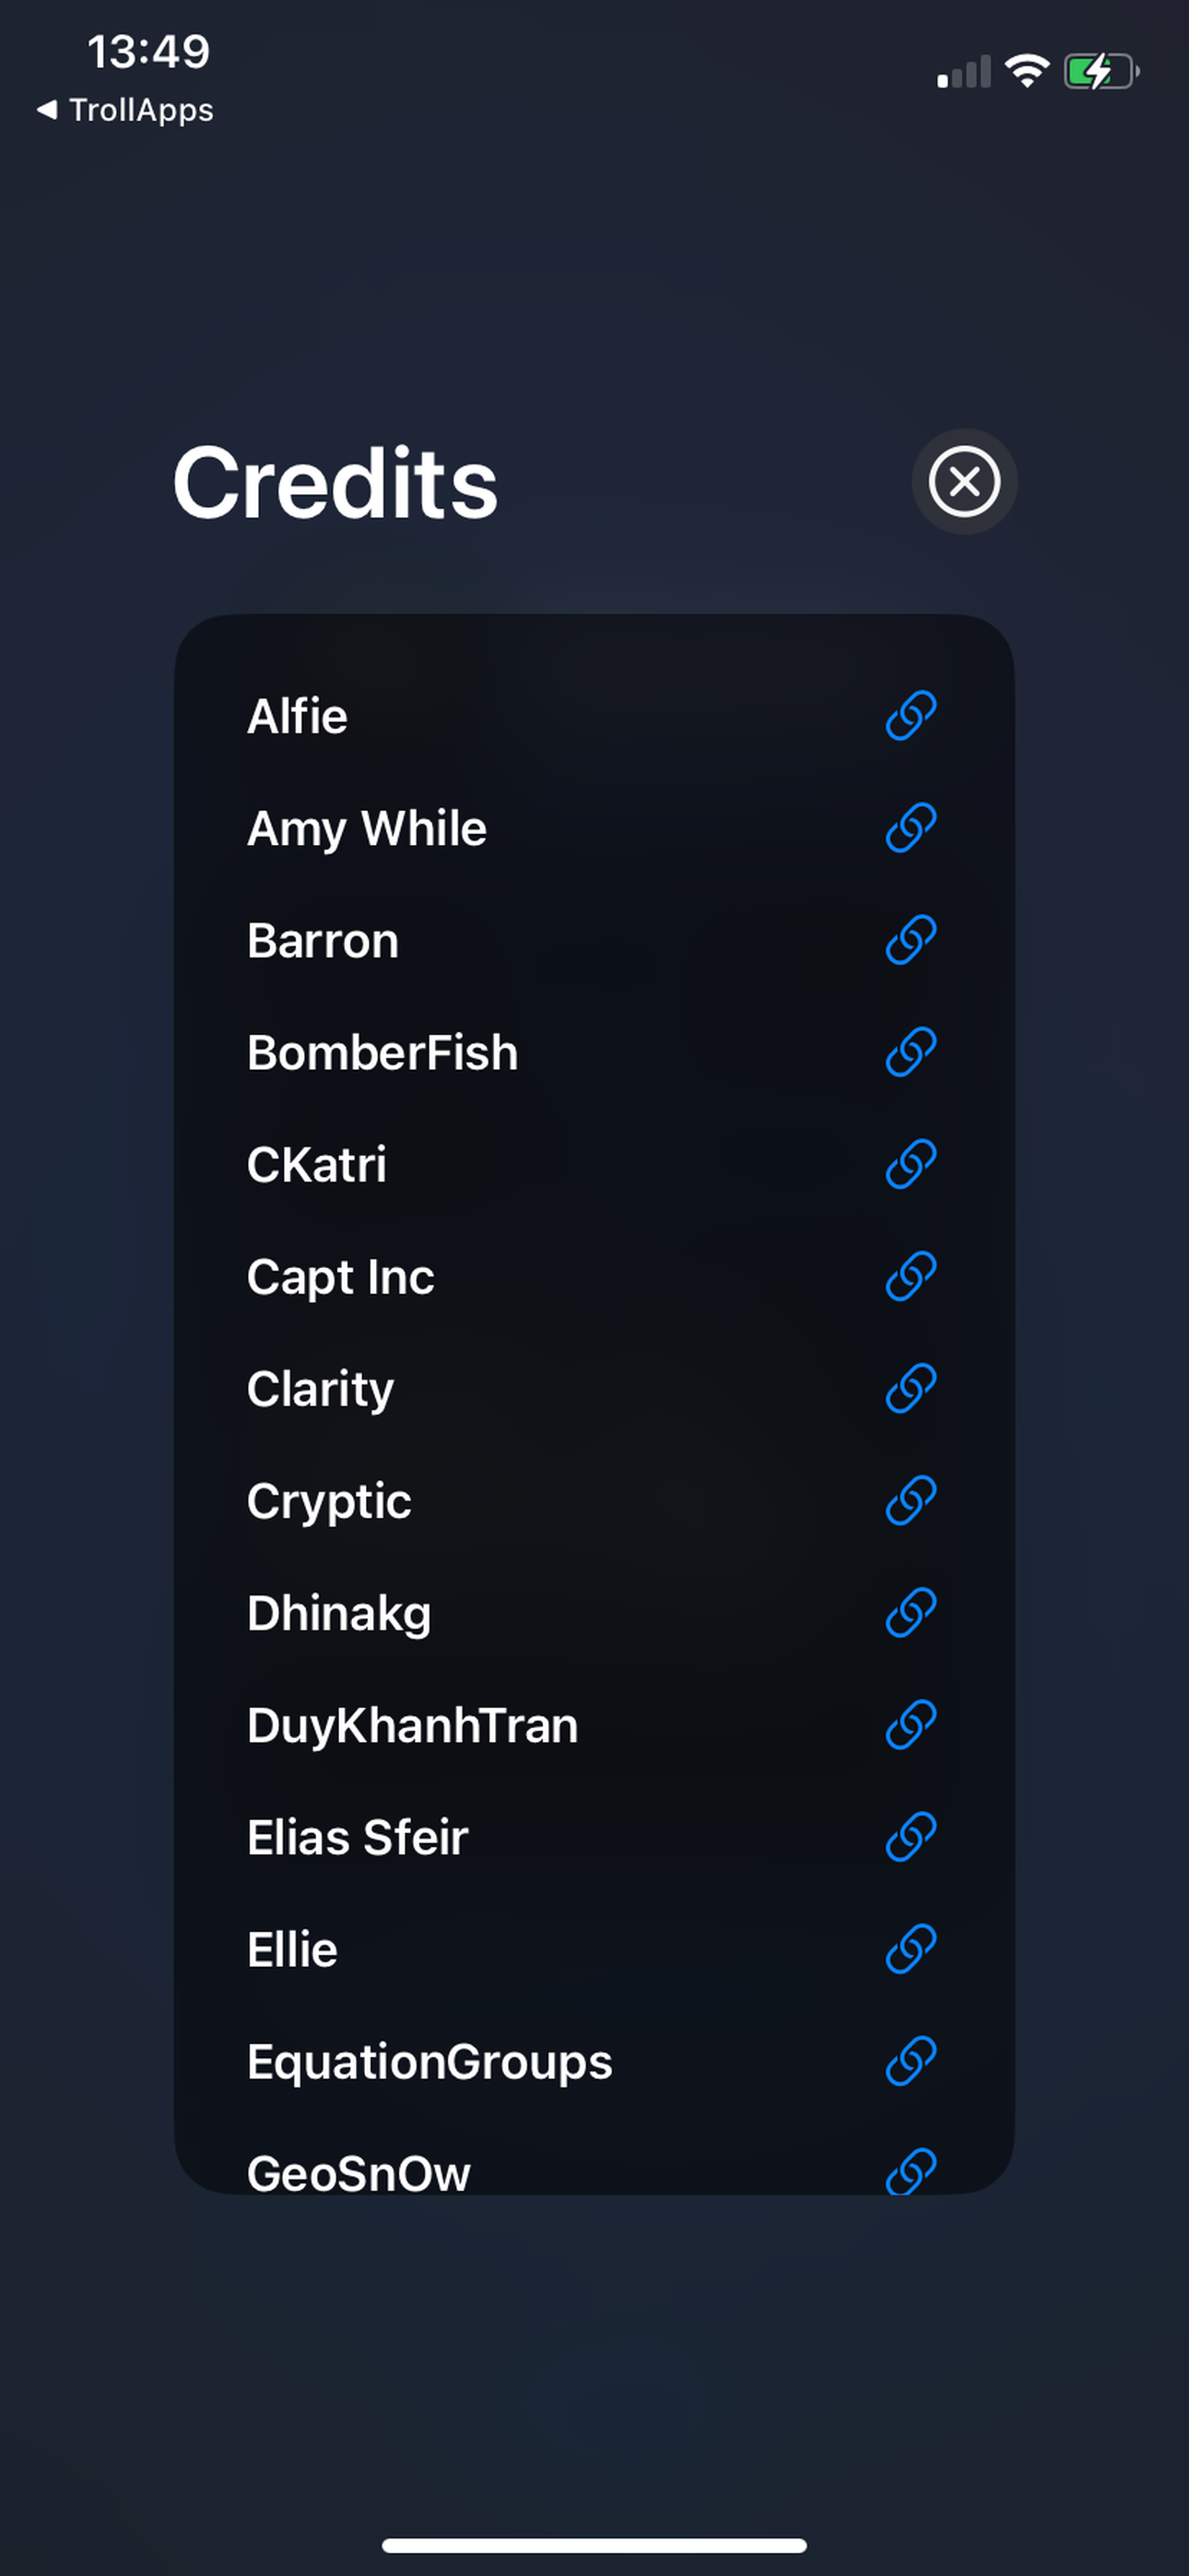 13:49
◀ TrollApps
Credits
Alfie
Amy While
Barron
BomberFish
CKatri
Capt Inc
Clarity
Cryptic
Dhinakg
DuyKhanhTran
Elias Sfeir
Ellie
EquationGroups
GeoSnOw